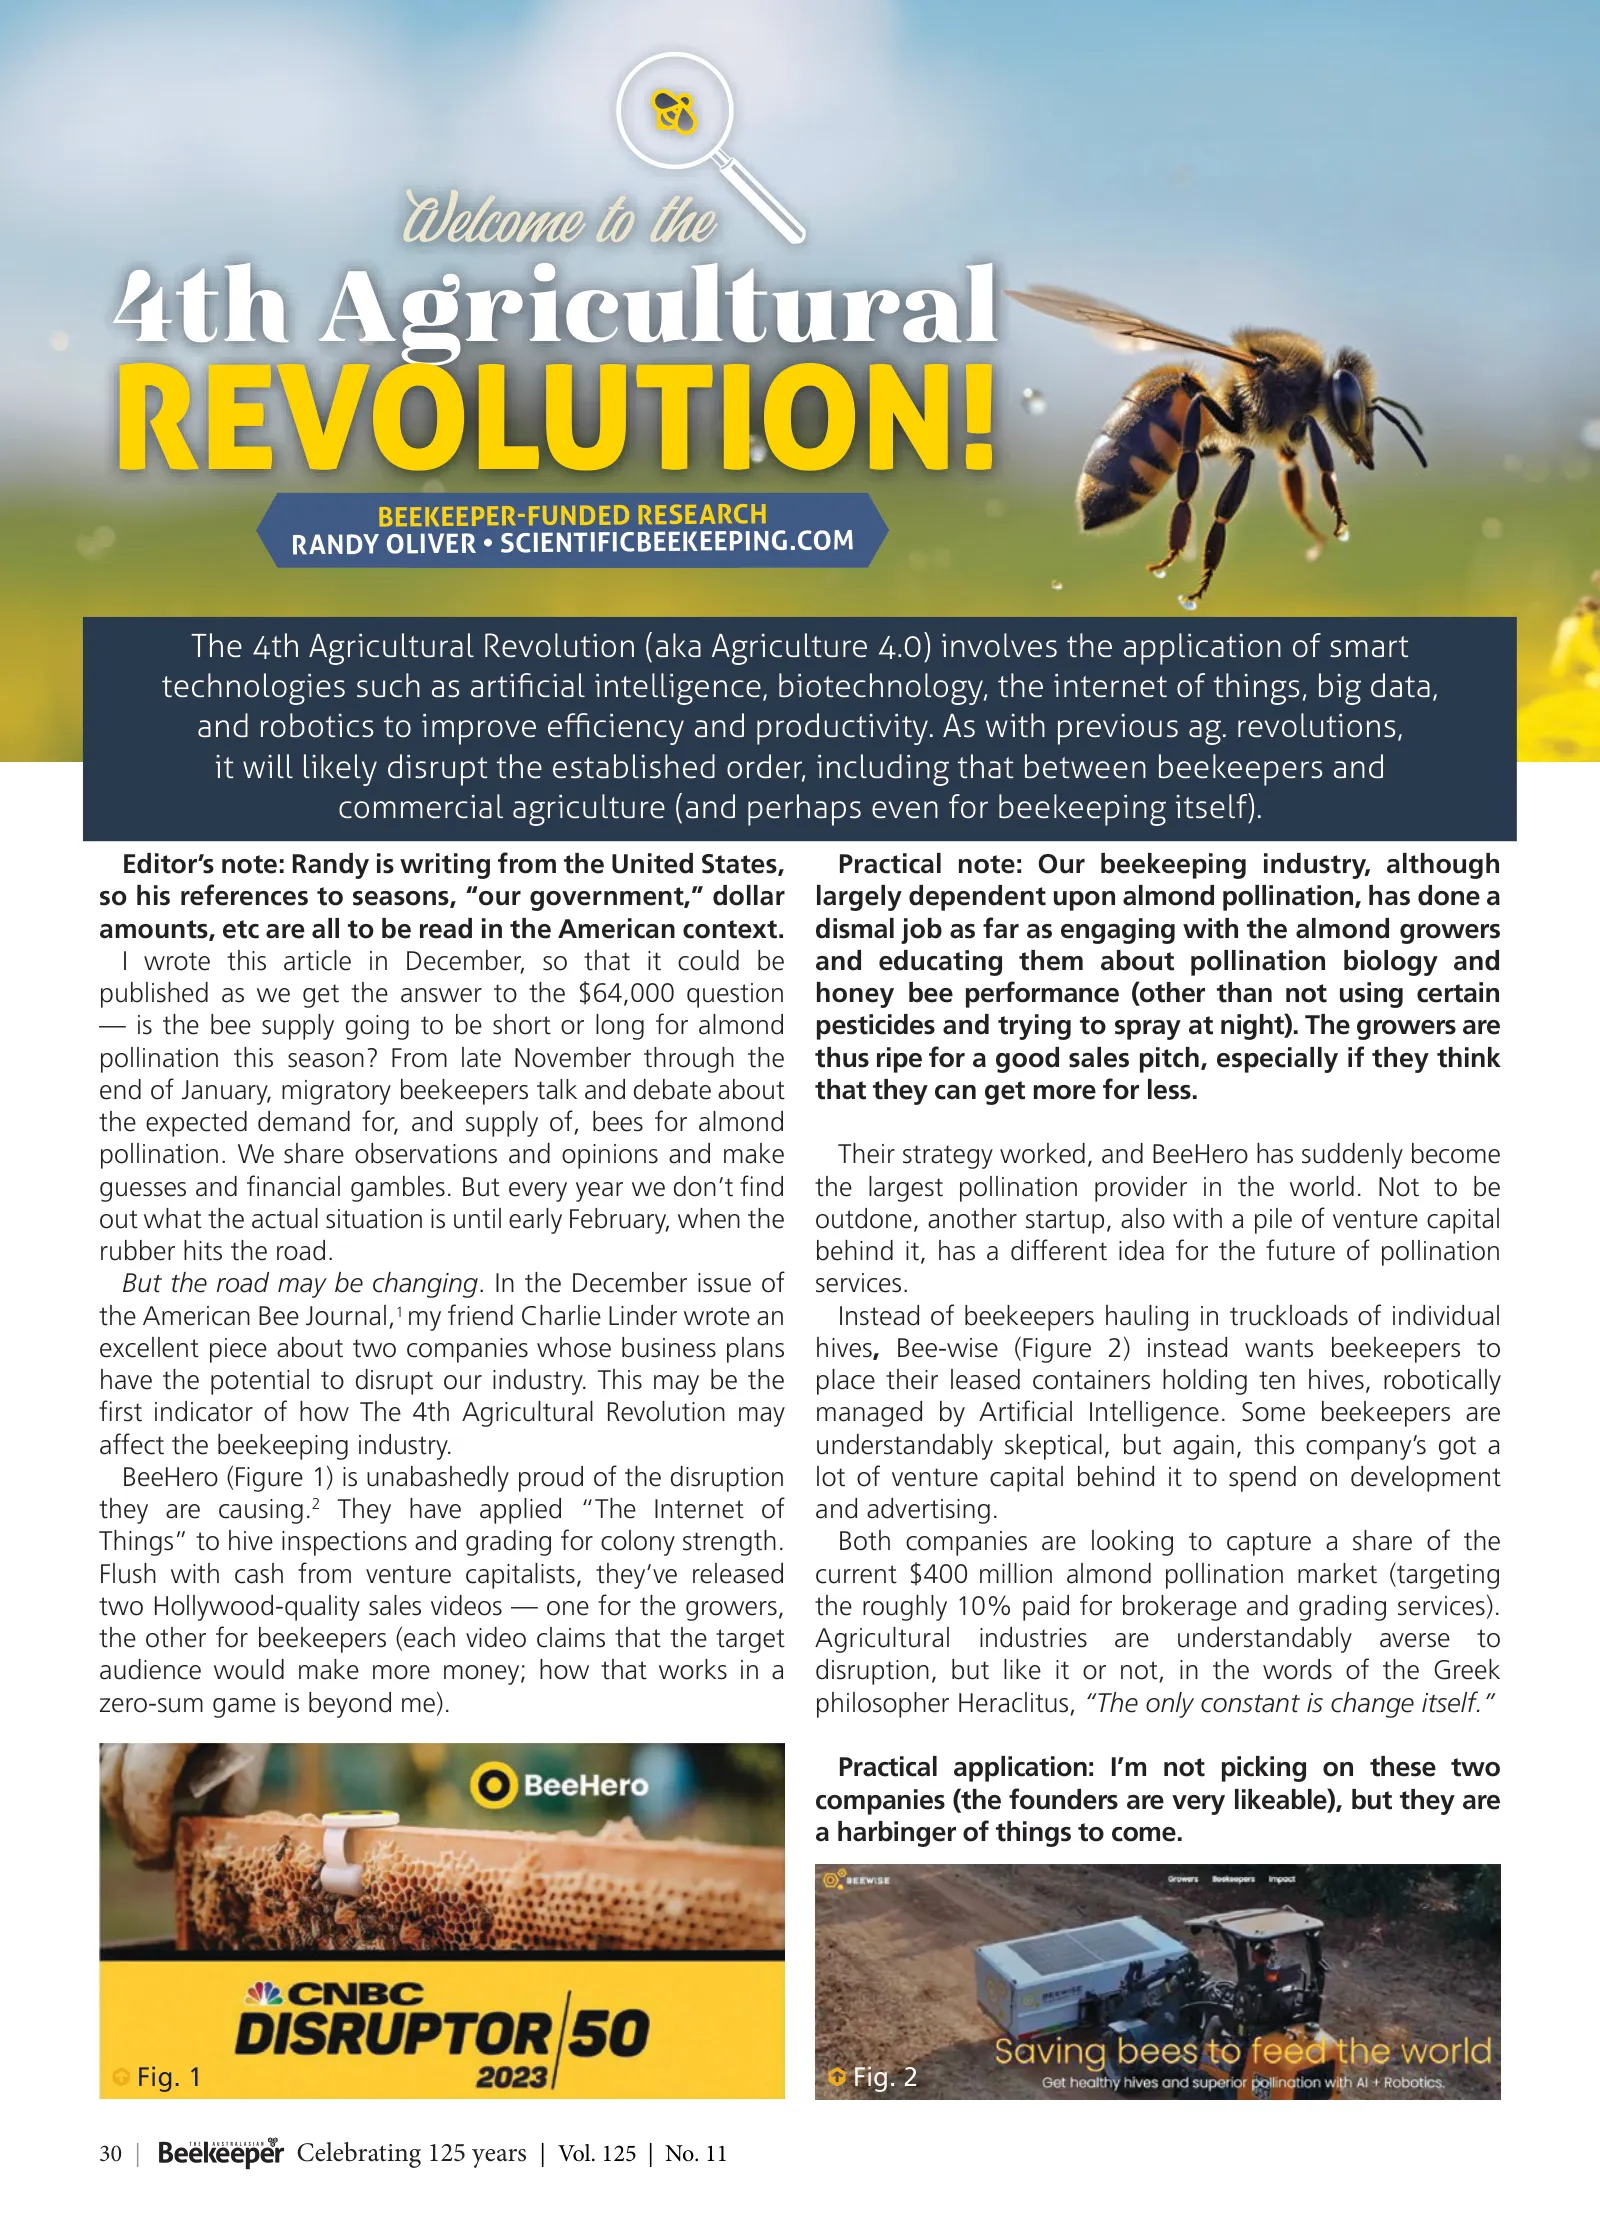 Welcome to the
4th Agricultural
REVOLUTION!
BEEKEEPER-FUNDED RESEARCH
RANDY OLIVER • SCIENTIFICBEEKEEPING.COM
The 4th Agricultural Revolution (aka Agriculture 4.0) involves the application of smart
technologies such as artificial intelligence, biotechnology, the internet of things, big data,
and robotics to improve efficiency and productivity. As with previous ag. revolutions,
it will likely disrupt the established order, including that between beekeepers and
commercial agriculture (and perhaps even for beekeeping itself).
Editor’s note: Randy is writing from the United States,
so his references to seasons, “our government,” dollar
amounts, etc are all to be read in the American context.
I wrote this article in December, so that it could be
published as we get the answer to the $64,000 question
— is the bee supply going to be short or long for almond
pollination this season? From late November through the
end of January, migratory beekeepers talk and debate about
the expected demand for, and supply of, bees for almond
pollination. We share observations and opinions and make
guesses and financial gambles. But every year we don’t find
out what the actual situation is until early February, when the
rubber hits the road.
But the road may be changing. In the December issue of
the American Bee Journal,1 my friend Charlie Linder wrote an
excellent piece about two companies whose business plans
have the potential to disrupt our industry. This may be the
first indicator of how The 4th Agricultural Revolution may
affect the beekeeping industry.
BeeHero (Figure 1) is unabashedly proud of the disruption
they are causing.2 They have applied “The Internet of
Things” to hive inspections and grading for colony strength.
Flush with cash from venture capitalists, they’ve released
two Hollywood-quality sales videos — one for the growers,
the other for beekeepers (each video claims that the target
audience would make more money; how that works in a
zero-sum game is beyond me).
BeeHero
CNBC
DISRUPTOR/50
2023
Fig. 1
Practical note: Our beekeeping industry, although
largely dependent upon almond pollination, has done a
dismal job as far as engaging with the almond growers
and educating them about pollination biology and
honey bee performance (other than not using certain
pesticides and trying to spray at night). The growers are
thus ripe for a good sales pitch, especially if they think
that they can get more for less.
Their strategy worked, and BeeHero has suddenly become
the largest pollination provider in the world. Not to be
outdone, another startup, also with a pile of venture capital
behind it, has a different idea for the future of pollination
services.
Instead of beekeepers hauling in truckloads of individual
hives, Bee-wise (Figure 2) instead wants beekeepers to
place their leased containers holding ten hives, robotically
managed by Artificial Intelligence. Some beekeepers are
understandably skeptical, but again, this company’s got a
lot of venture capital behind it to spend on development
and advertising.
Both companies are looking to capture a share of the
current $400 million almond pollination market (targeting
the roughly 10% paid for brokerage and grading services).
Agricultural industries are understandably averse to
disruption, but like it or not, in the words of the Greek
philosopher Heraclitus, “The only constant is change itself.”
Practical application: I’m not picking on these two
companies (the founders are very likeable), but they are
a harbinger of things to come.
BEEWISE
Growers Beekeepers Impact
BEEWISE
Saving bees to feed the world
Get healthy hives and superior pollination with AI + Robotics.
Fig. 2
30 | THE AUSTRALASIAN Beekeeper Celebrating 125 years | Vol. 125 | No. 11